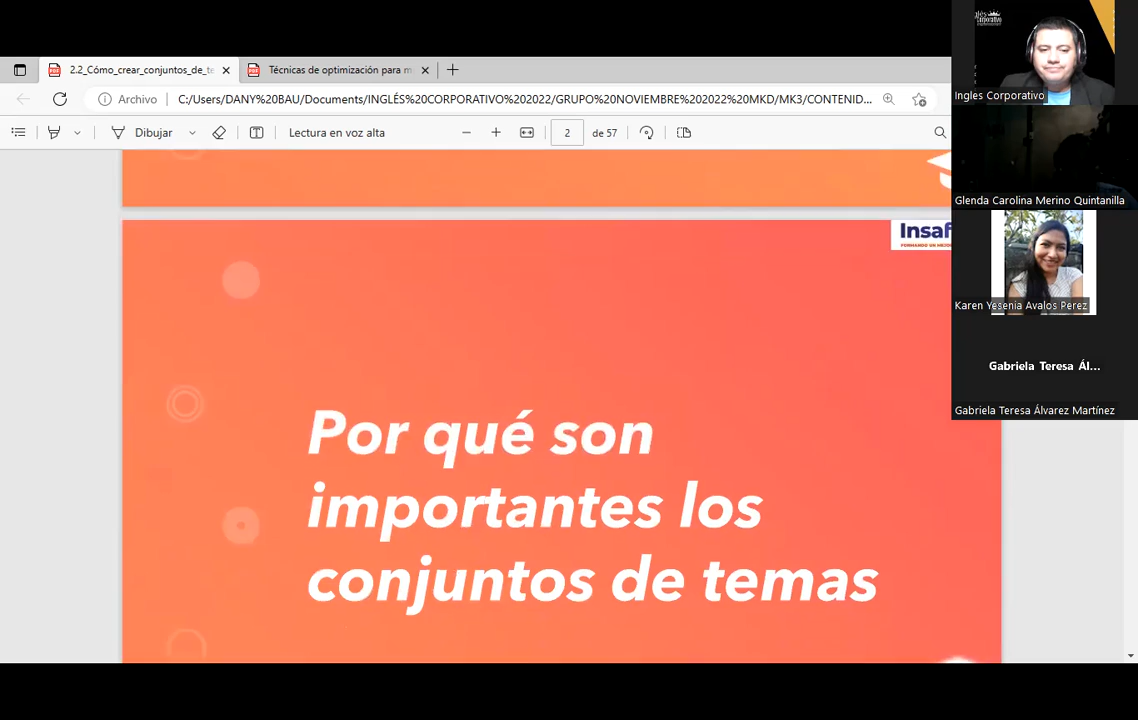 2.2_Cómo_crear_conjuntos_de_te
Técnicas de optimización para m
Archivo
C:/Users/DANY%20BAU/Documents/INGLÉS%20CORPORATIVO%202022/GRUPO%20NOVIEMBRE%202022%20MKD/MK3/CONTENID...
Dibujar
Lectura en voz alta
2
de 57
Insaf
Por qué son
importantes los
conjuntos de temas
Ingles Corporativo
Glenda Carolina Merino Quintanilla
Karen Yesenia Avalos Perez
Gabriela Teresa Ál...
Gabriela Teresa Álvarez Martínez